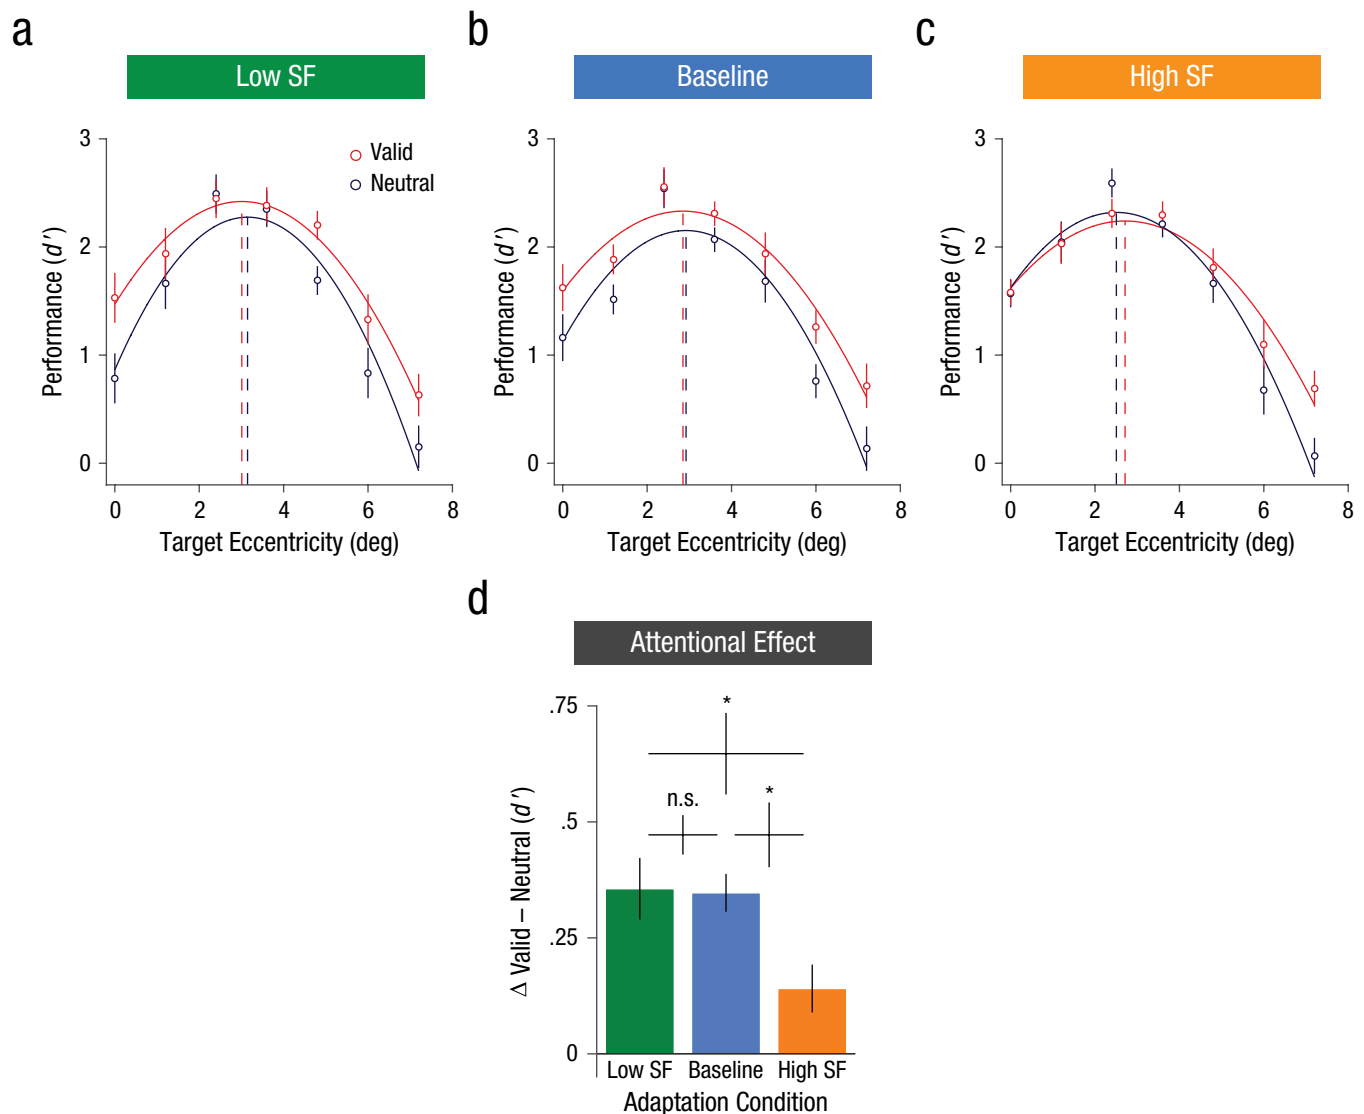 a
Low SF
3
2
1
0
Performance (d′)
Valid
Neutral
0 2 4 6 8
Target Eccentricity (deg)
b
Baseline
3
2
1
0
Performance (d′)
0 2 4 6 8
Target Eccentricity (deg)
c
High SF
3
2
1
0
Performance (d′)
0 2 4 6 8
Target Eccentricity (deg)
d
Attentional Effect
.75
.5
.25
0
Δ Valid – Neutral (d′)
*
n.s.
*
Low SF Baseline High SF
Adaptation Condition